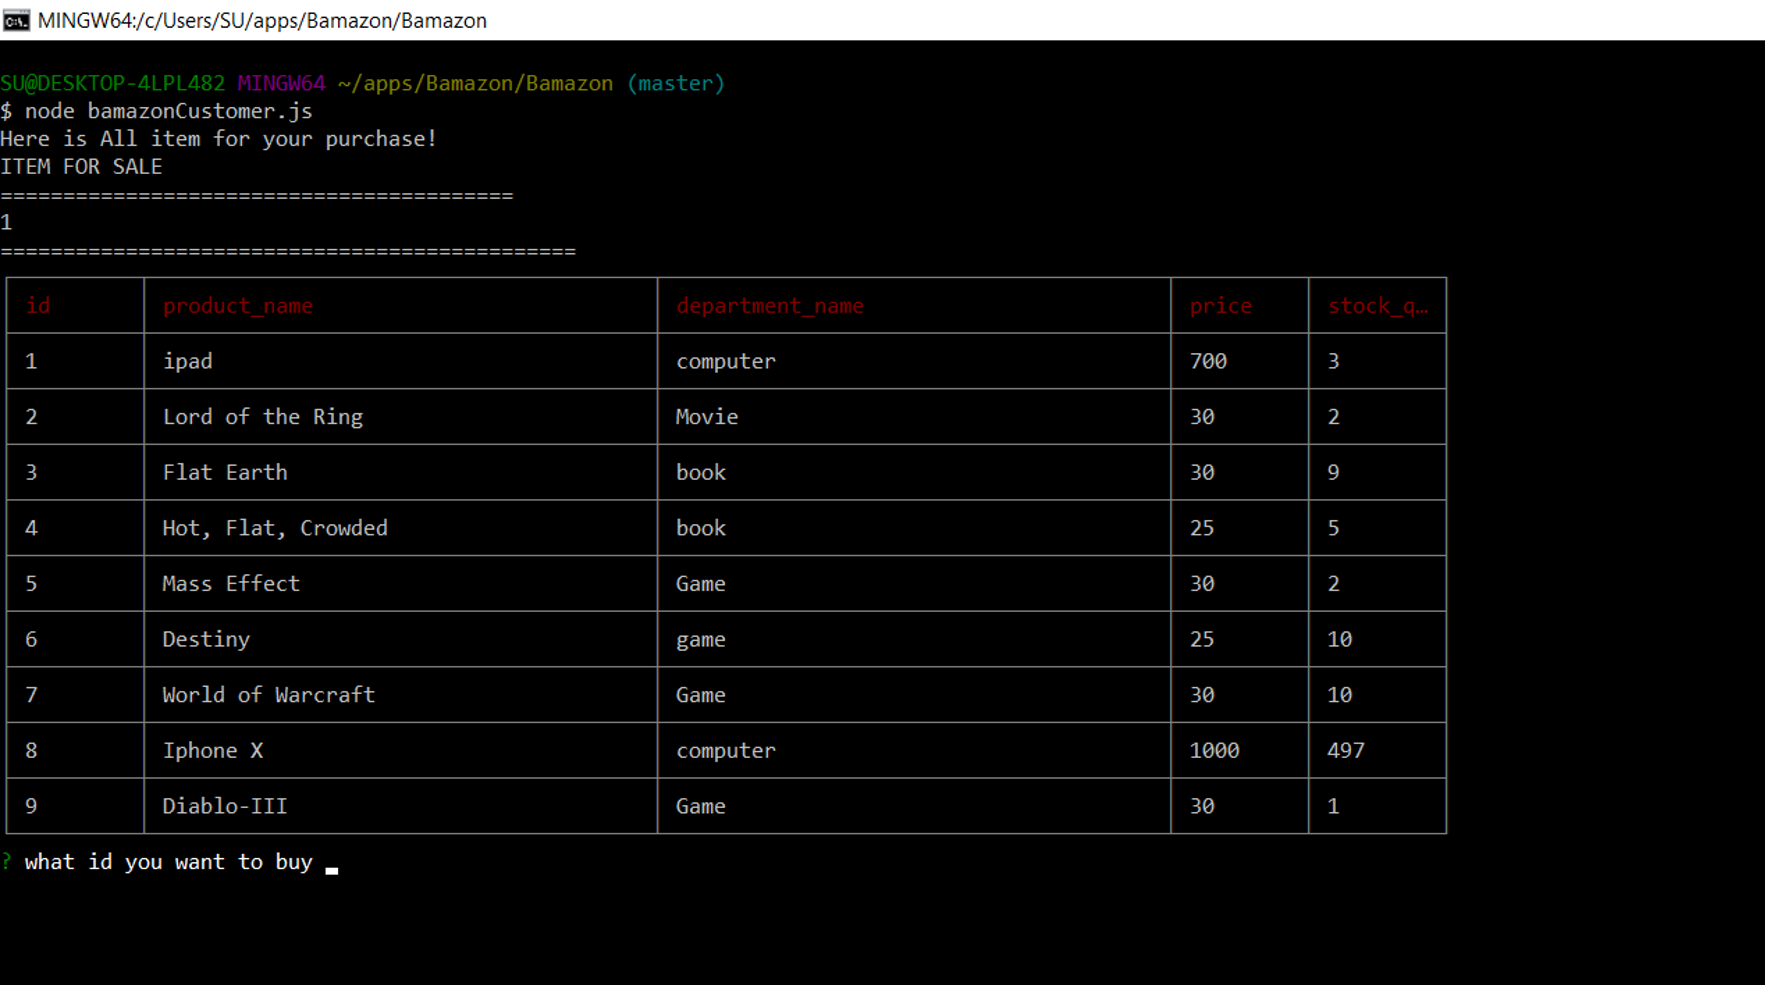 MINGW64:/c/Users/SU/apps/Bamazon/Bamazon
SU@DESKTOP-4LPL482 MINGW64 ~/apps/Bamazon/Bamazon (master)
$ node bamazonCustomer.js
Here is All item for your purchase!
ITEM FOR SALE
=========================================
1
==============================================
id product_name department_name price stock_q…
1 ipad computer 700 3
2 Lord of the Ring Movie 30 2
3 Flat Earth book 30 9
4 Hot, Flat, Crowded book 25 5
5 Mass Effect Game 30 2
6 Destiny game 25 10
7 World of Warcraft Game 30 10
8 Iphone X computer 1000 497
9 Diablo-III Game 30 1
? what id you want to buy